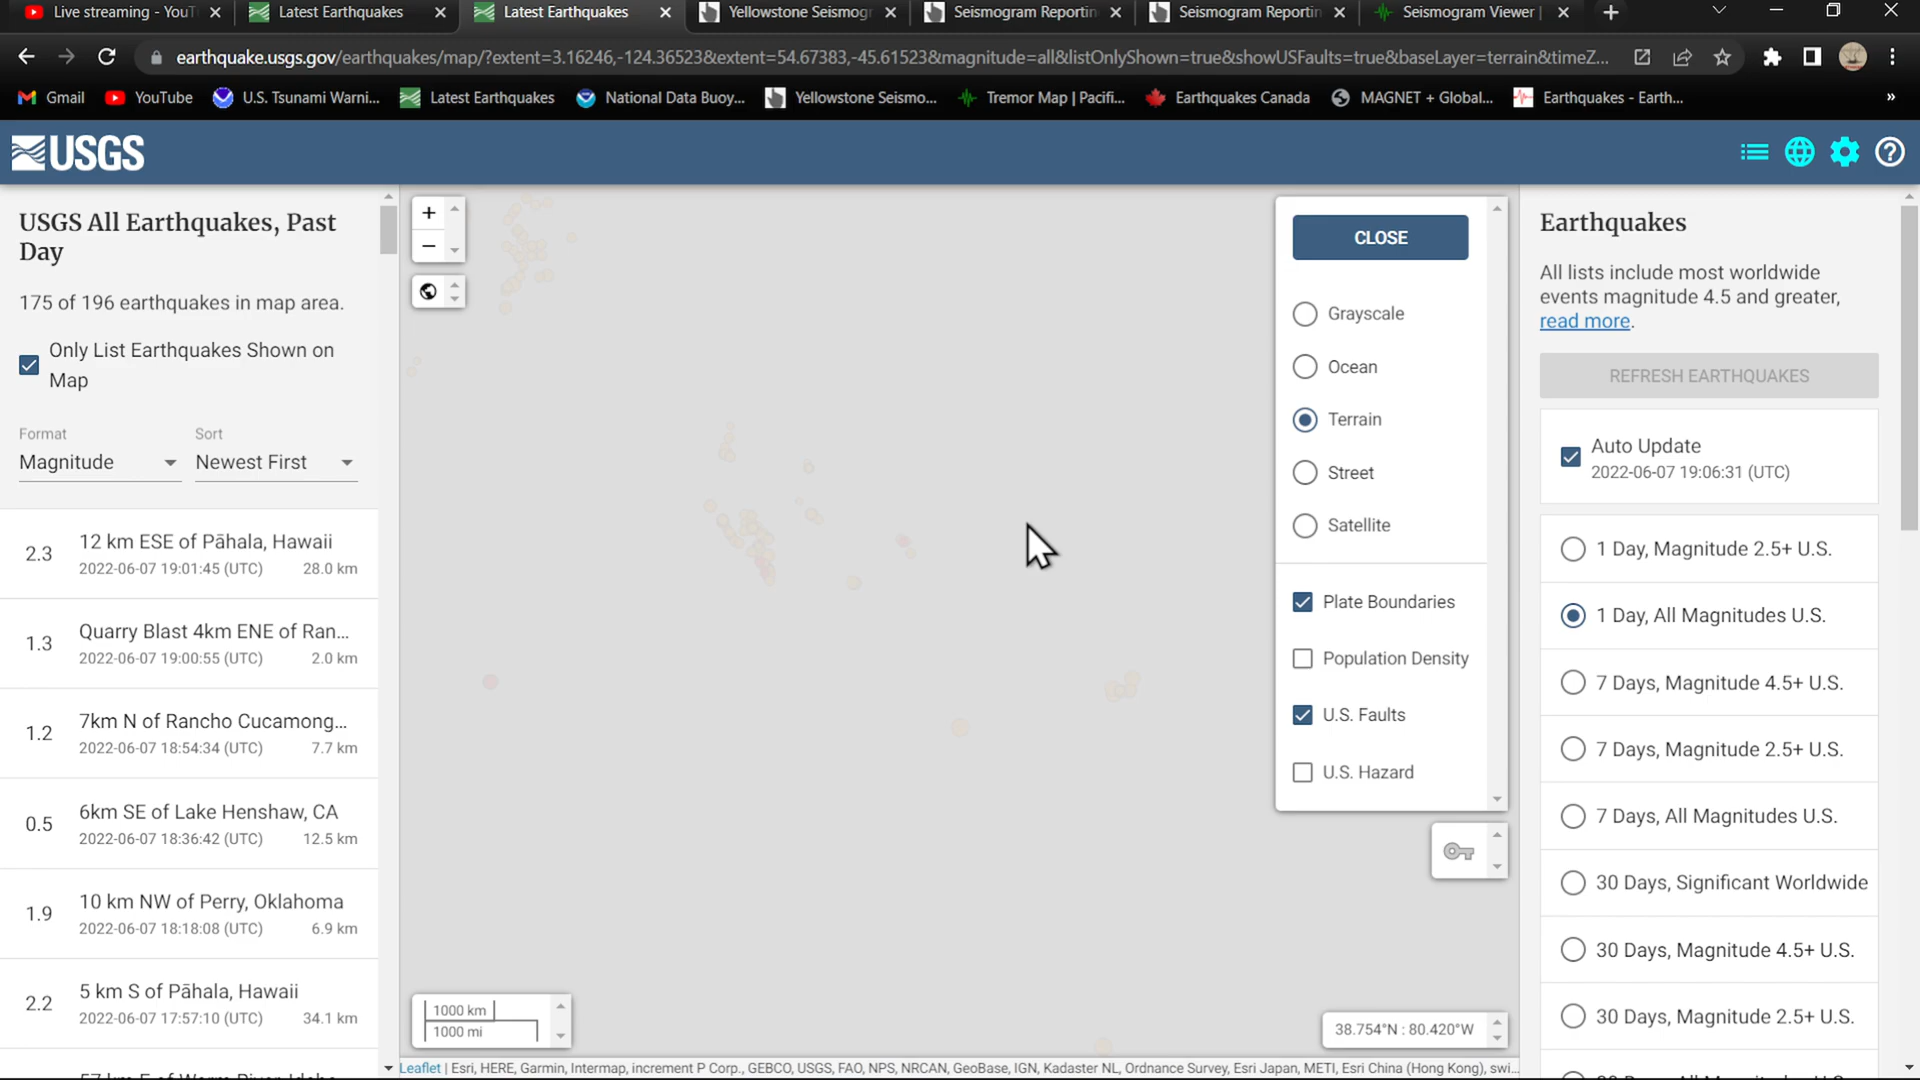 Live streaming - YouT
Latest Earthquakes
Latest Earthquakes
Yellowstone Seismog
Seismogram Reportin
Seismogram Reportin
Seismogram Viewer |
earthquake.usgs.gov/earthquakes/map/?extent=3.16246,-124.36523&extent=54.67383,-45.61523&magnitude=all&listOnlyShown=true&showUSFaults=true&baseLayer=terrain&timeZ...
Gmail
YouTube
U.S. Tsunami Warni...
Latest Earthquakes
National Data Buoy...
Yellowstone Seismo...
Tremor Map | Pacifi...
Earthquakes Canada
MAGNET + Global...
Earthquakes - Earth...
»
USGS
USGS All Earthquakes, Past
Day
175 of 196 earthquakes in map area.
Only List Earthquakes Shown on
Map
Format
Sort
Magnitude
Newest First
2.3
12 km ESE of Pāhala, Hawaii
2022-06-07 19:01:45 (UTC)
28.0 km
1.3
Quarry Blast 4km ENE of Ran...
2022-06-07 19:00:55 (UTC)
2.0 km
1.2
7km N of Rancho Cucamong...
2022-06-07 18:54:34 (UTC)
7.7 km
0.5
6km SE of Lake Henshaw, CA
2022-06-07 18:36:42 (UTC)
12.5 km
1.9
10 km NW of Perry, Oklahoma
2022-06-07 18:18:08 (UTC)
6.9 km
2.2
5 km S of Pāhala, Hawaii
2022-06-07 17:57:10 (UTC)
34.1 km
+
−
1000 km
1000 mi
CLOSE
Grayscale
Ocean
Terrain
Street
Satellite
Plate Boundaries
Population Density
U.S. Faults
U.S. Hazard
38.754°N : 80.420°W
Leaflet | Esri, HERE, Garmin, Intermap, increment P Corp., GEBCO, USGS, FAO, NPS, NRCAN, GeoBase, IGN, Kadaster NL, Ordnance Survey, Esri Japan, METI, Esri China (Hong Kong), swi...
Earthquakes
All lists include most worldwide
events magnitude 4.5 and greater,
read more.
REFRESH EARTHQUAKES
Auto Update
2022-06-07 19:06:31 (UTC)
1 Day, Magnitude 2.5+ U.S.
1 Day, All Magnitudes U.S.
7 Days, Magnitude 4.5+ U.S.
7 Days, Magnitude 2.5+ U.S.
7 Days, All Magnitudes U.S.
30 Days, Significant Worldwide
30 Days, Magnitude 4.5+ U.S.
30 Days, Magnitude 2.5+ U.S.